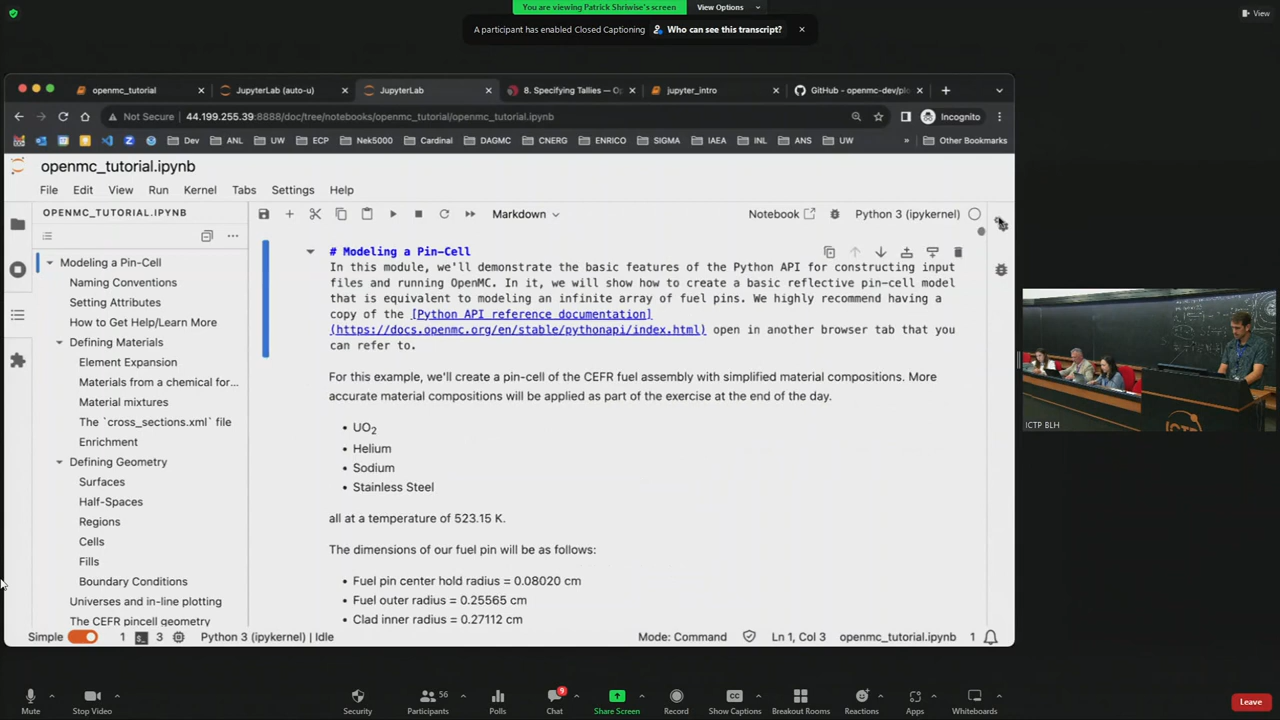 You are viewing Patrick Shriwise's screen
View Options
View
A participant has enabled Closed Captioning
Who can see this transcript?
openmc_tutorial
JupyterLab (auto-u)
JupyterLab
8. Specifying Tallies — O
jupyter_intro
GitHub - openmc-dev/plo
Not Secure
44.199.255.39:8888/doc/tree/notebooks/openmc_tutorial/openmc_tutorial.ipynb
Incognito
Dev
ANL
UW
ECP
Nek5000
Cardinal
DAGMC
CNERG
ENRICO
SIGMA
IAEA
INL
ANS
UW
»
Other Bookmarks
openmc_tutorial.ipynb
File
Edit
View
Run
Kernel
Tabs
Settings
Help
OPENMC_TUTORIAL.IPYNB
Markdown
Notebook
Python 3 (ipykernel)
Modeling a Pin-Cell
Naming Conventions
Setting Attributes
How to Get Help/Learn More
Defining Materials
Element Expansion
Materials from a chemical for...
Material mixtures
The `cross_sections.xml` file
Enrichment
Defining Geometry
Surfaces
Half-Spaces
Regions
Cells
Fills
Boundary Conditions
Universes and in-line plotting
The CEFR pincell geometry
# Modeling a Pin-Cell
In this module, we'll demonstrate the basic features of the Python API for constructing input
files and running OpenMC. In it, we will show how to create a basic reflective pin-cell model
that is equivalent to modeling an infinite array of fuel pins. We highly recommend having a
copy of the [Python API reference documentation]
(https://docs.openmc.org/en/stable/pythonapi/index.html) open in another browser tab that you
can refer to.
For this example, we'll create a pin-cell of the CEFR fuel assembly with simplified material compositions. More
accurate material compositions will be applied as part of the exercise at the end of the day.
• UO2
• Helium
• Sodium
• Stainless Steel
all at a temperature of 523.15 K.
The dimensions of our fuel pin will be as follows:
• Fuel pin center hold radius = 0.08020 cm
• Fuel outer radius = 0.25565 cm
• Clad inner radius = 0.27112 cm
Simple
1
3
Python 3 (ipykernel) | Idle
Mode: Command
Ln 1, Col 3
openmc_tutorial.ipynb
1
ICTP
ICTP BLH
Mute
Stop Video
Security
Participants
56
Polls
Chat
9
Share Screen
Record
CC
Show Captions
Breakout Rooms
Reactions
Apps
Whiteboards
Leave